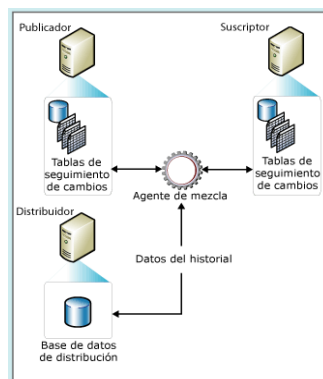 Publicador
Suscriptor
Tablas de
seguimiento
de cambios
Agente de mezcla
Tablas de
seguimiento
de cambios
Distribuidor
Datos del historial
Base de datos
de distribución